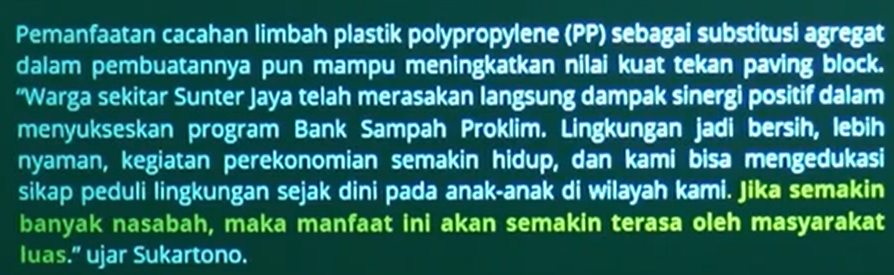 Pemanfaatan cacahan limbah plastik polypropylene (PP) sebagai substitusi agregat
dalam pembuatannya pun mampu meningkatkan nilai kuat tekan paving block.
“Warga sekitar Sunter Jaya telah merasakan langsung dampak sinergi positif dalam
menyukseskan program Bank Sampah Proklim. Lingkungan jadi bersih, lebih
nyaman, kegiatan perekonomian semakin hidup, dan kami bisa mengedukasi
sikap peduli lingkungan sejak dini pada anak-anak di wilayah kami. Jika semakin
banyak nasabah, maka manfaat ini akan semakin terasa oleh masyarakat
luas.” ujar Sukartono.